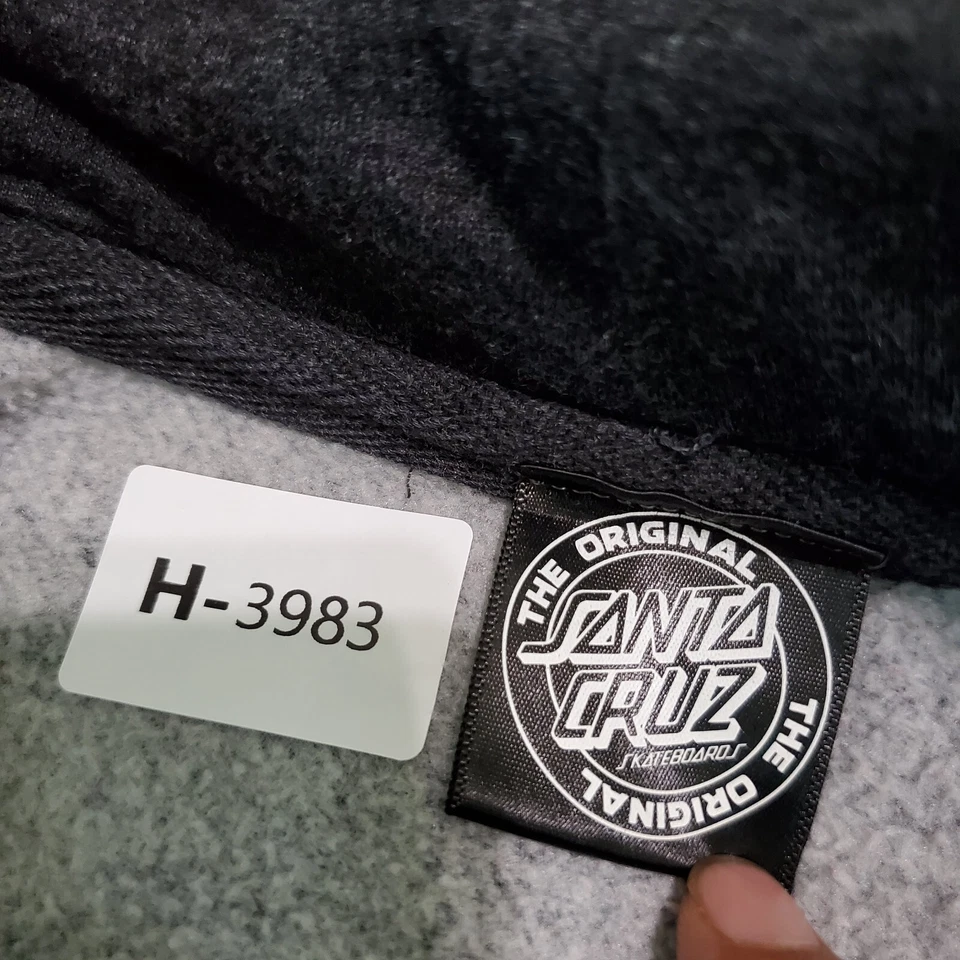 H-3983
THE ORIGINAL
SANTA
CRUZ
SKATEBOARDS
THE ORIGINAL